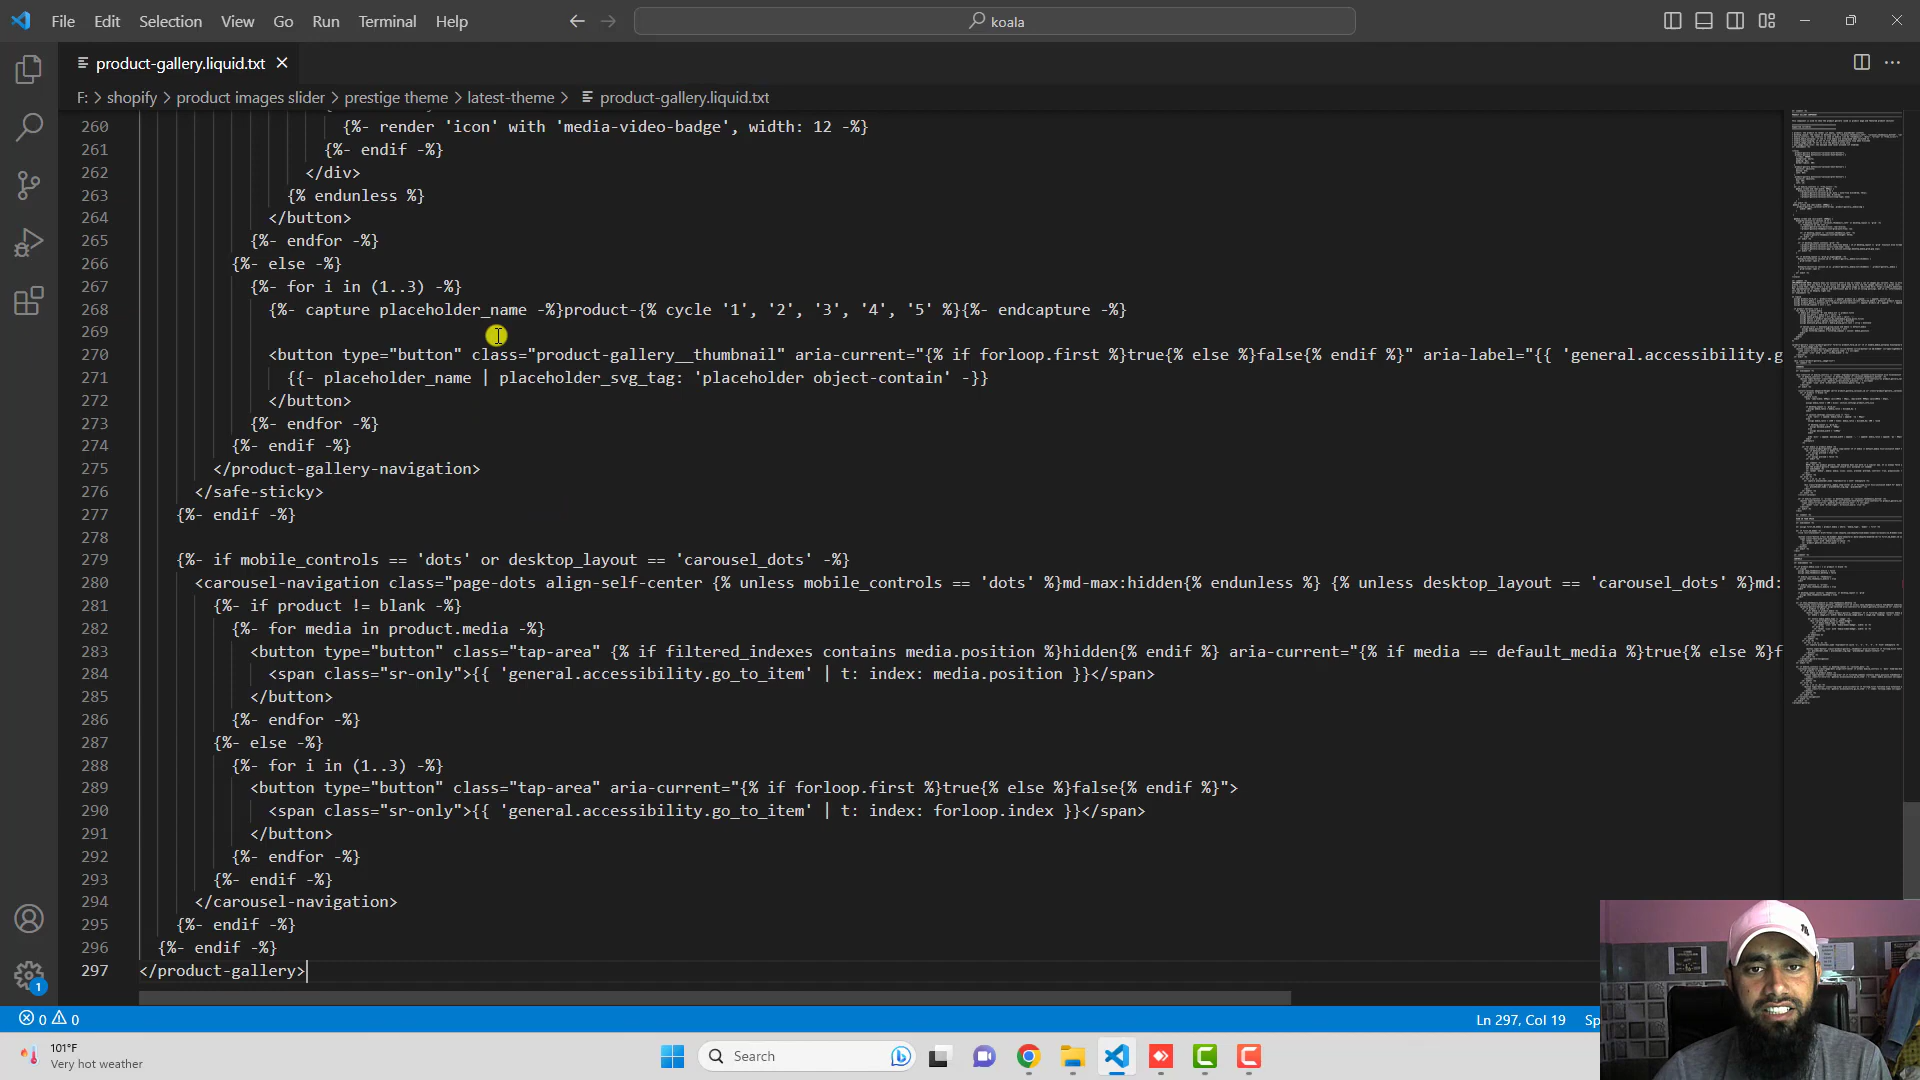 File Edit Selection View Go Run Terminal Help
koala
product-gallery.liquid.txt
F: > shopify > product images slider > prestige theme > latest-theme > product-gallery.liquid.txt
260 {%- render 'icon' with 'media-video-badge', width: 12 -%}
261 {%- endif -%}
262 </div>
263 {% endunless %}
264 </button>
265 {%- endfor -%}
266 {%- else -%}
267 {%- for i in (1..3) -%}
268 {%- capture placeholder_name -%}product-{% cycle '1', '2', '3', '4', '5' %}{%- endcapture -%}
269
270 <button type="button" class="product-gallery__thumbnail" aria-current="{% if forloop.first %}true{% else %}false{% endif %}" aria-label="{{ 'general.accessibility.g
271 {{- placeholder_name | placeholder_svg_tag: 'placeholder object-contain' -}}
272 </button>
273 {%- endfor -%}
274 {%- endif -%}
275 </product-gallery-navigation>
276 </safe-sticky>
277 {%- endif -%}
278
279 {%- if mobile_controls == 'dots' or desktop_layout == 'carousel_dots' -%}
280 <carousel-navigation class="page-dots align-self-center {% unless mobile_controls == 'dots' %}md-max:hidden{% endunless %} {% unless desktop_layout == 'carousel_dots' %}md:
281 {%- if product != blank -%}
282 {%- for media in product.media -%}
283 <button type="button" class="tap-area" {% if filtered_indexes contains media.position %}hidden{% endif %} aria-current="{% if media == default_media %}true{% else %}f
284 <span class="sr-only">{{ 'general.accessibility.go_to_item' | t: index: media.position }}</span>
285 </button>
286 {%- endfor -%}
287 {%- else -%}
288 {%- for i in (1..3) -%}
289 <button type="button" class="tap-area" aria-current="{% if forloop.first %}true{% else %}false{% endif %}">
290 <span class="sr-only">{{ 'general.accessibility.go_to_item' | t: index: forloop.index }}</span>
291 </button>
292 {%- endfor -%}
293 {%- endif -%}
294 </carousel-navigation>
295 {%- endif -%}
296 {%- endif -%}
297 </product-gallery>
1
0 0
Ln 297, Col 19 Sp
101°F
Very hot weather
Search